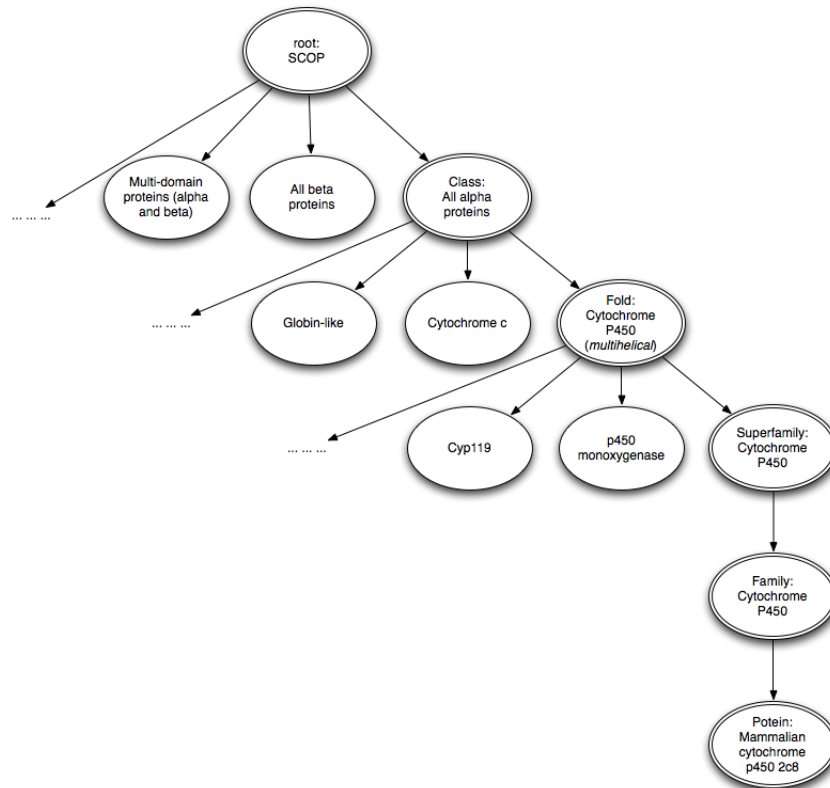 root:
SCOP
Multi-domain
proteins (alpha
and beta)
All beta
proteins
Class:
All alpha
proteins
... ... ...
Globin-like
Cytochrome c
Fold:
Cytochrome
P450
(multihelical)
... ... ...
Cyp119
p450
monoxygenase
Superfamily:
Cytochrome
P450
... ... ...
Family:
Cytochrome
P450
Potein:
Mammalian
cytochrome
p450 2c8